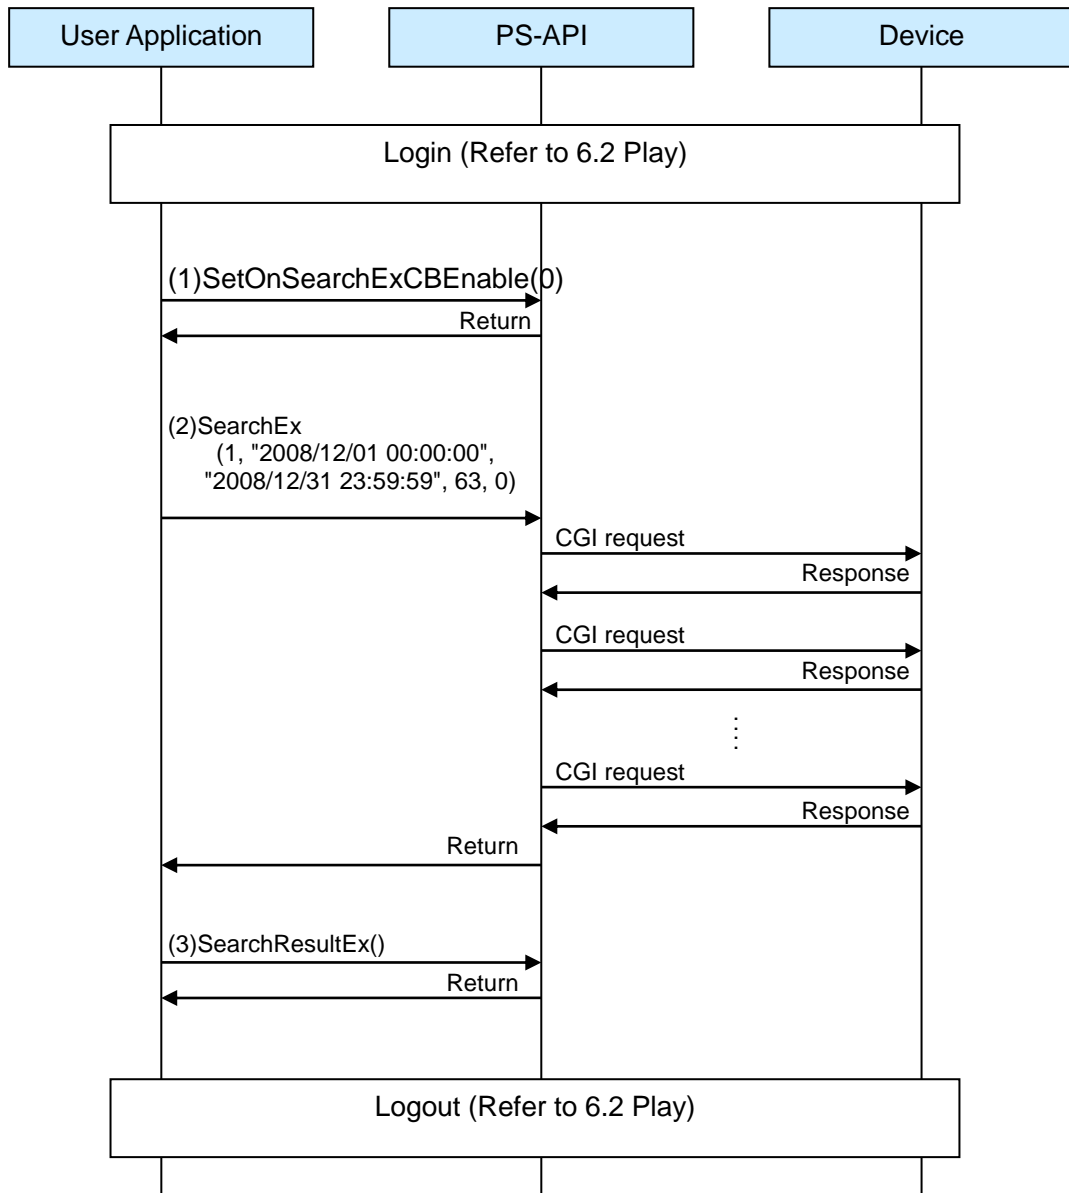 User Application
PS-API
Device
Login (Refer to 6.2 Play)
(1)SetOnSearchExCBEnable(0)
Return
(2)SearchEx
(1, "2008/12/01 00:00:00",
"2008/12/31 23:59:59", 63, 0)
CGI request
Response
CGI request
Response
CGI request
Response
Return
(3)SearchResultEx()
Return
Logout (Refer to 6.2 Play)